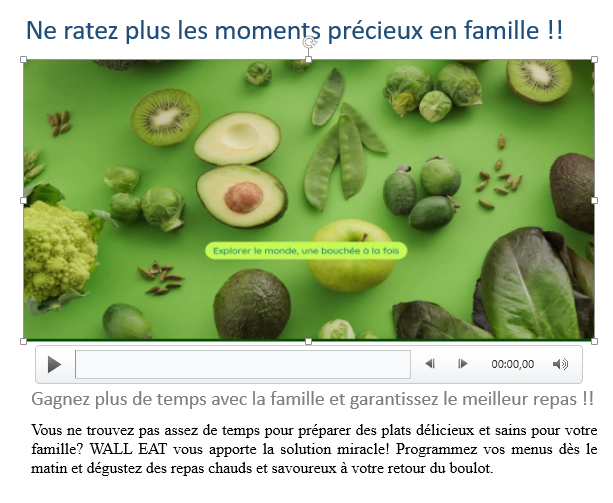 Ne ratez plus les moments précieux en famille !!
Explorer le monde, une bouchée à la fois
00:00,00
Gagnez plus de temps avec la famille et garantissez le meilleur repas !!
Vous ne trouvez pas assez de temps pour préparer des plats délicieux et sains pour votre
famille? WALL EAT vous apporte la solution miracle! Programmez vos menus dès le
matin et dégustez des repas chauds et savoureux à votre retour du boulot.